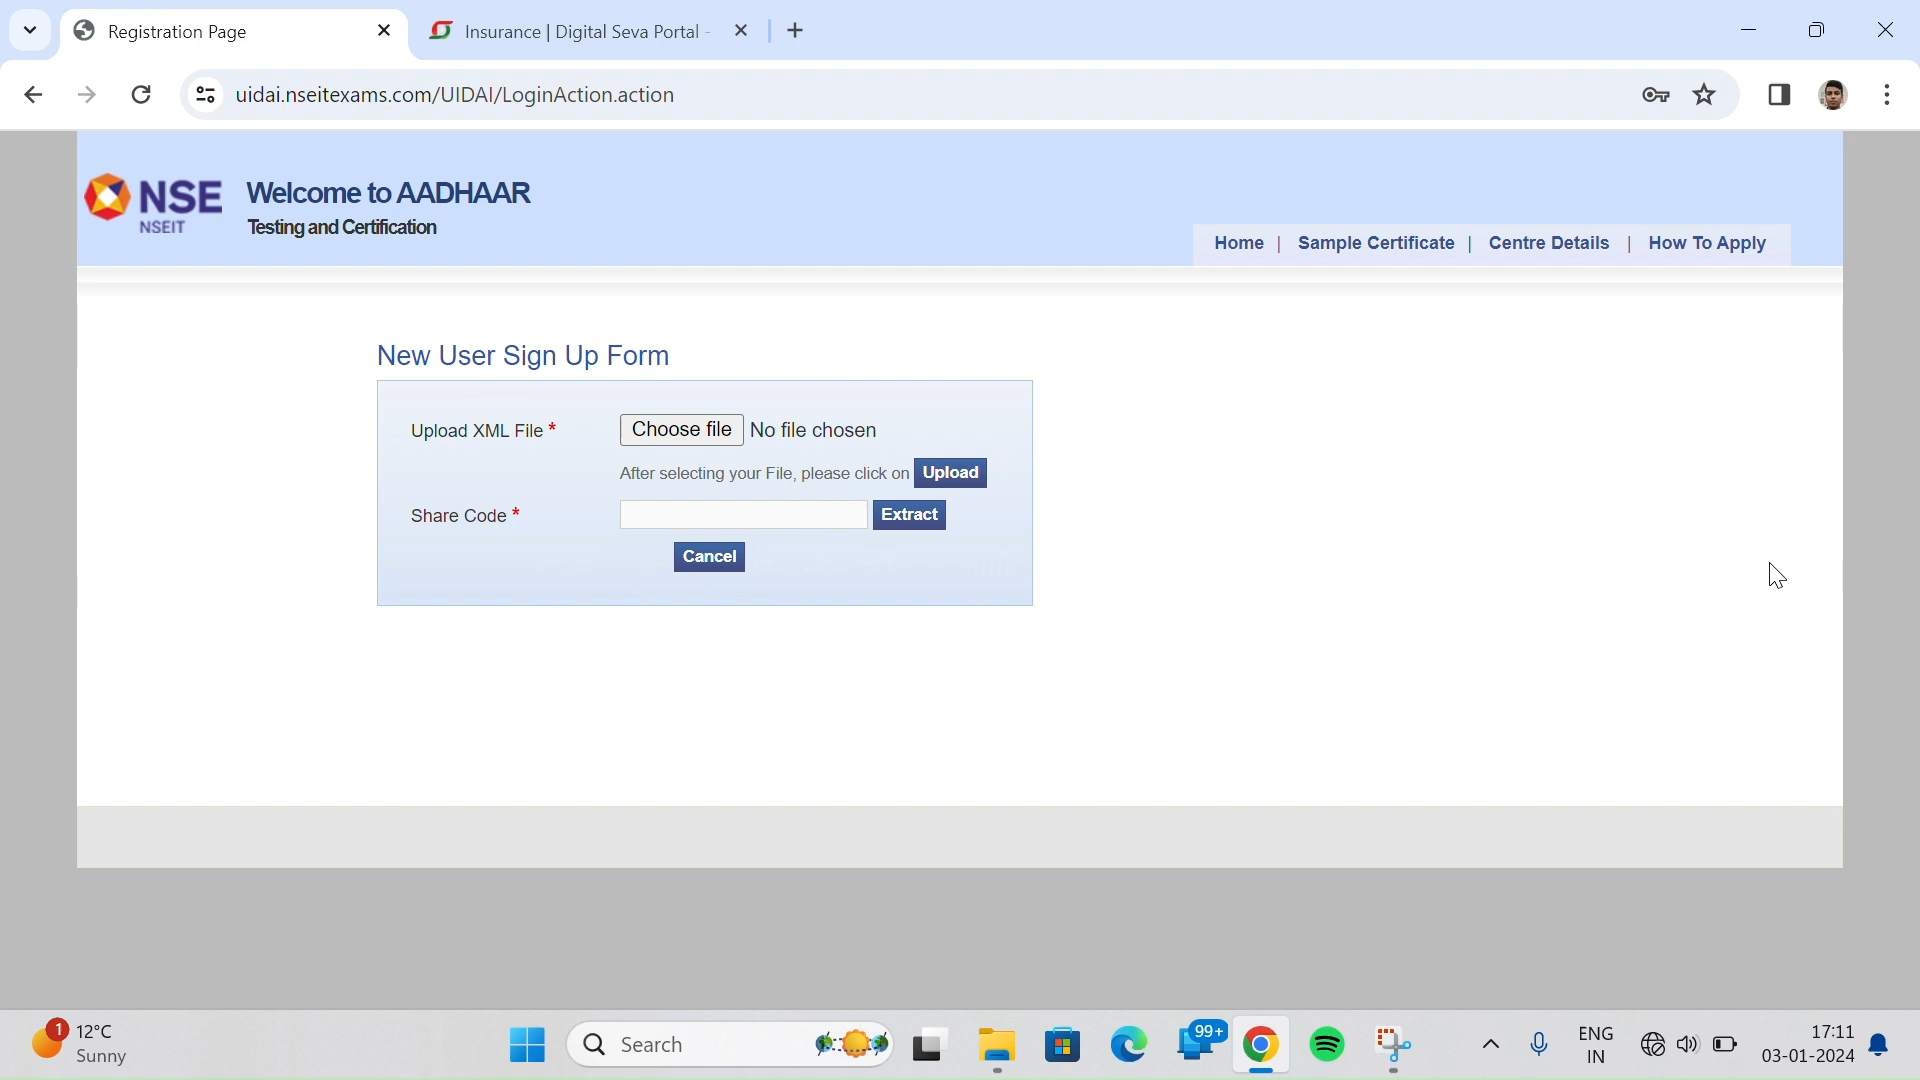 Registration Page
Insurance | Digital Seva Portal -
uidai.nseitexams.com/UIDAI/LoginAction.action
NSE
NSEIT
Welcome to AADHAAR
Testing and Certification
Home | Sample Certificate | Centre Details | How To Apply
New User Sign Up Form
Upload XML File * Choose file No file chosen
After selecting your File, please click on Upload
Share Code * Extract
Cancel
1 12°C
Sunny
Search
99+
ENG
IN
17:11
03-01-2024